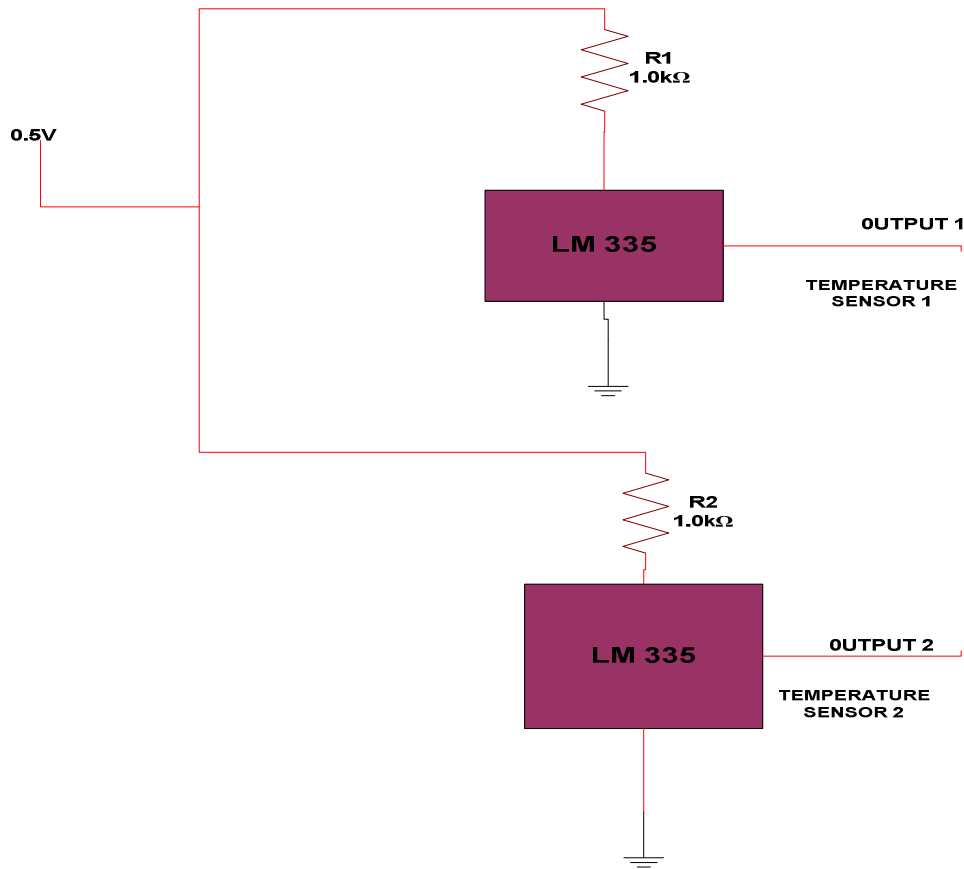 R1
1.0kΩ
0.5V
LM 335
0UTPUT 1
TEMPERATURE
SENSOR 1
R2
1.0kΩ
LM 335
0UTPUT 2
TEMPERATURE
SENSOR 2